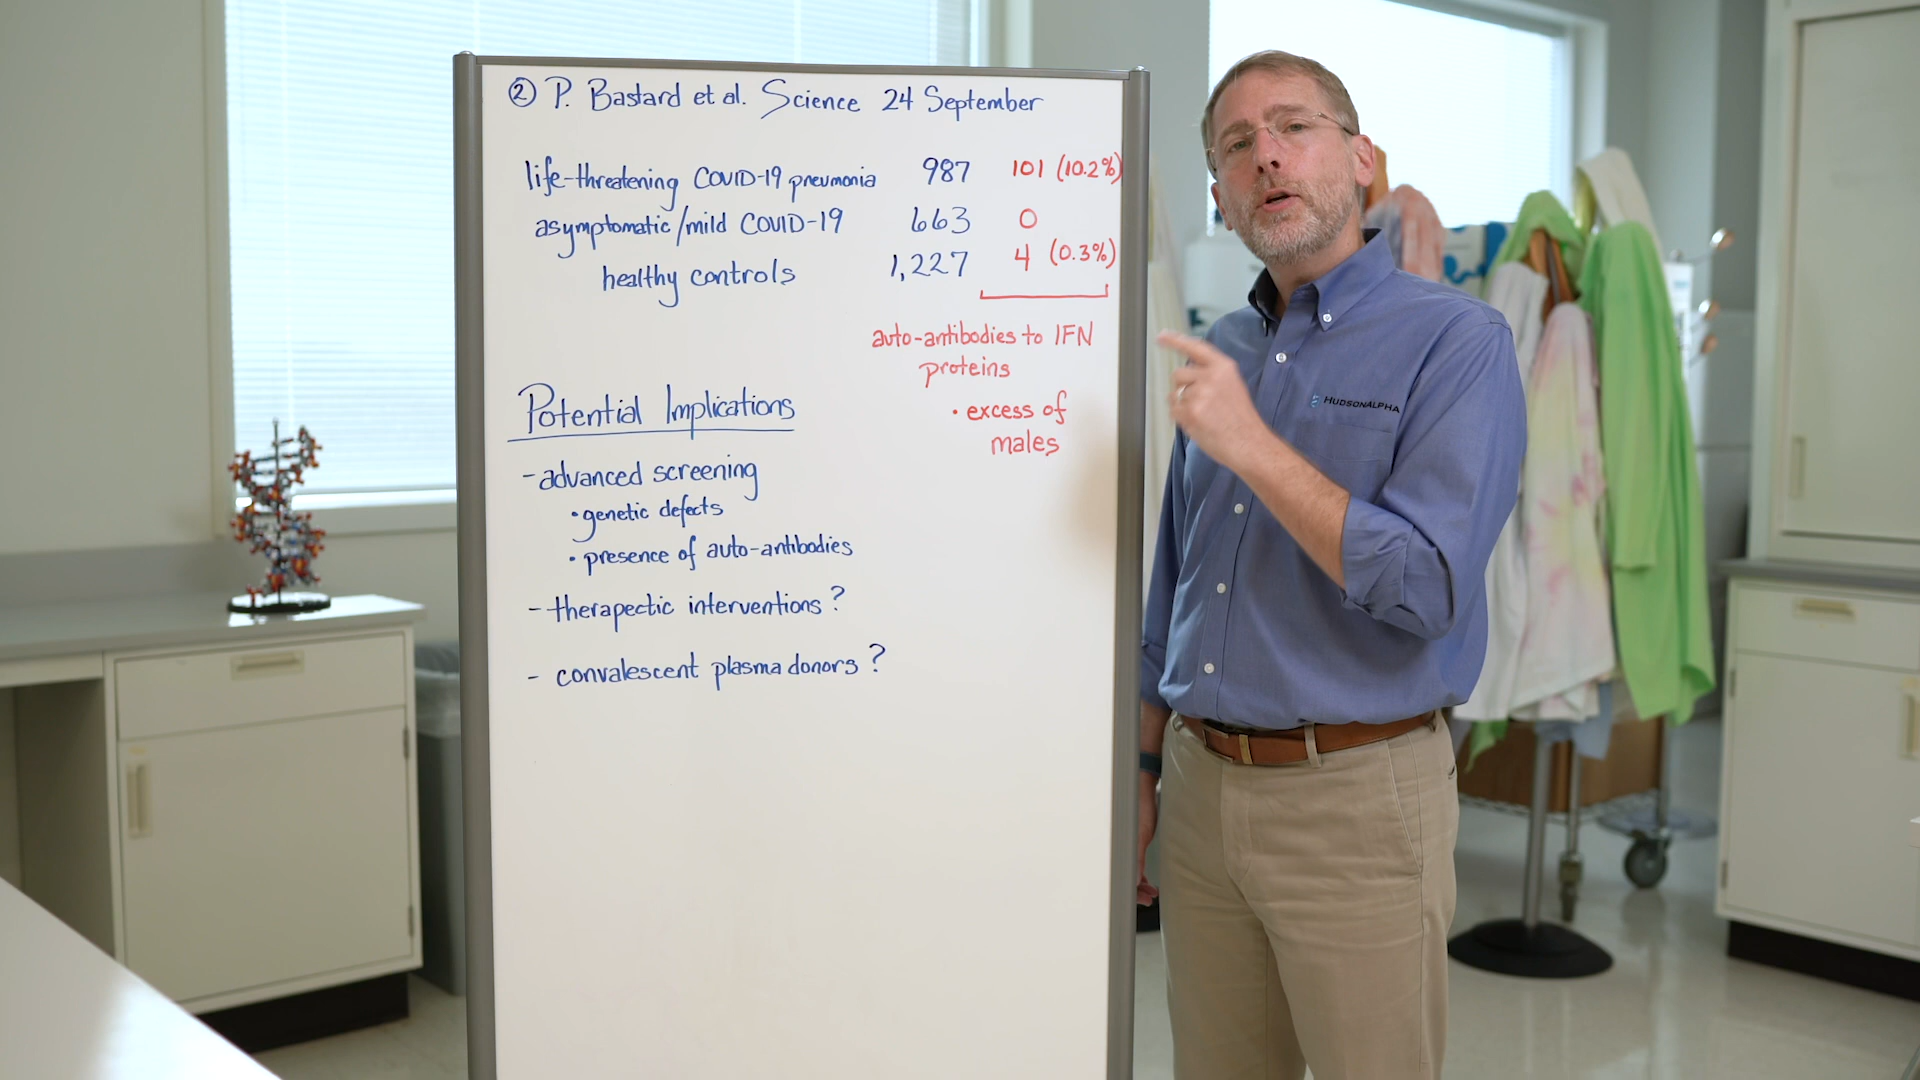 ② P. Bastard et al. Science 24 September
life-threatening COVID-19 pneumonia 987 101 (10.2%)
asymptomatic/mild COVID-19 663 0
healthy controls 1,227 4 (0.3%)
auto-antibodies to IFN
proteins
• excess of
males
Potential Implications
- advanced screening
• genetic defects
• presence of auto-antibodies
- therapectic interventions?
- convalescent plasma donors?
HUDSONALPHA